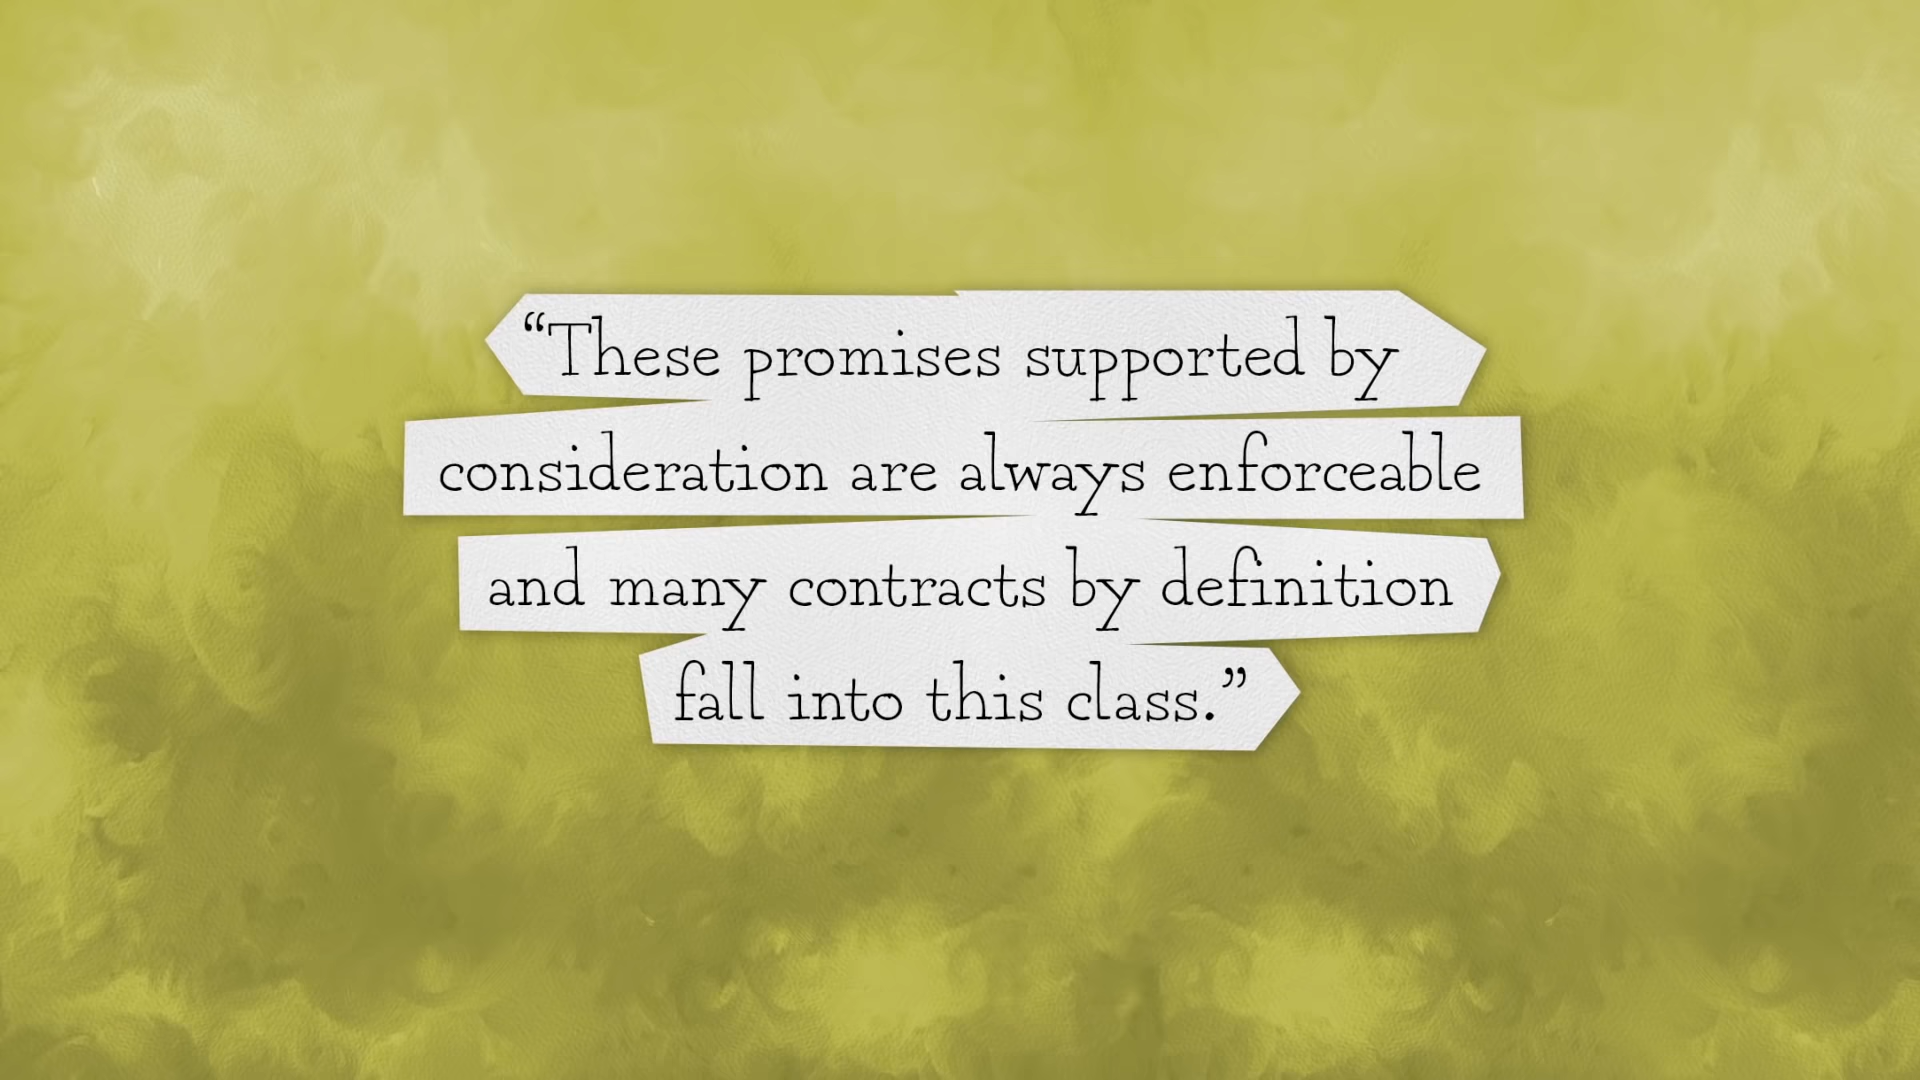 “These promises supported by
consideration are always enforceable
and many contracts by definition
fall into this class.”